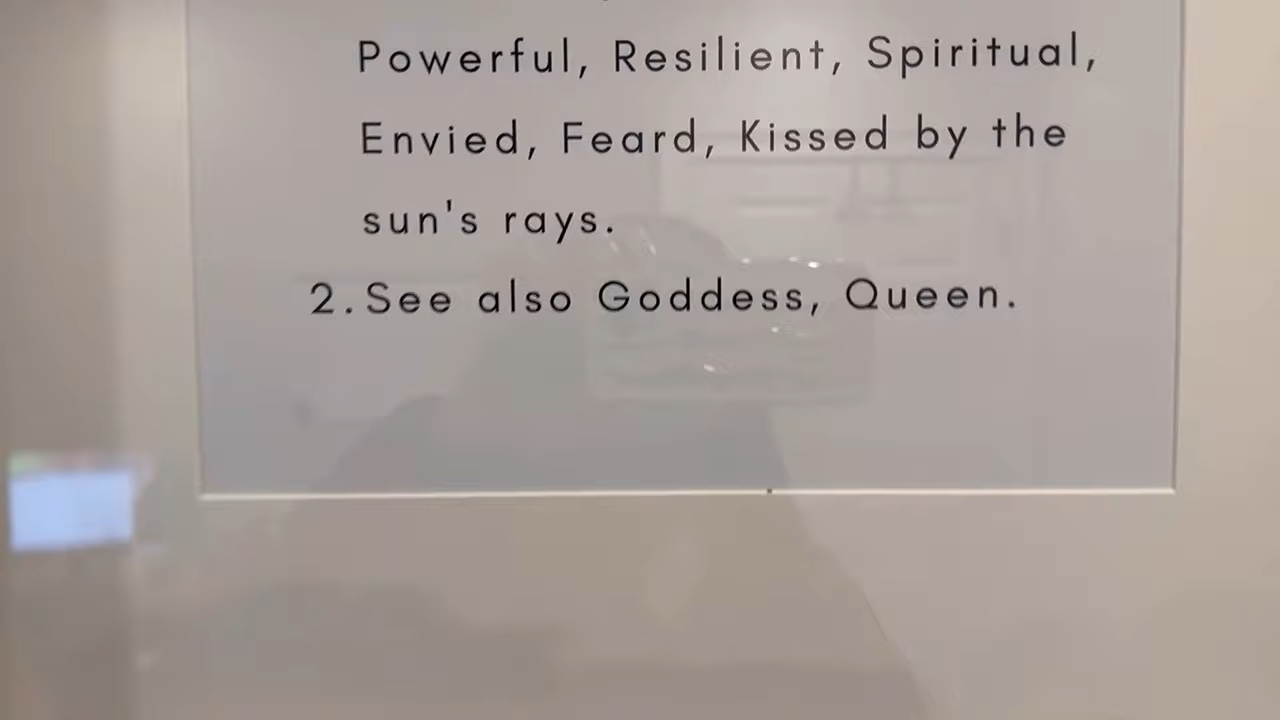 Powerful, Resilient, Spiritual,
Envied, Feard, Kissed by the
sun's rays.
2. See also Goddess, Queen.